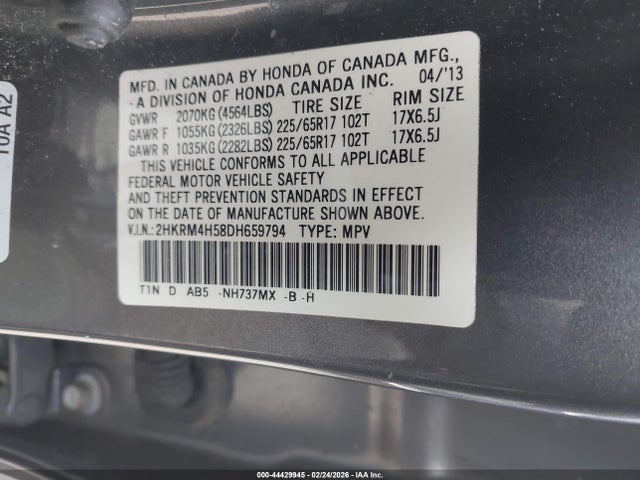 MFD. IN CANADA BY HONDA OF CANADA MFG.,
- A DIVISION OF HONDA CANADA INC. 04/'13
GVWR 2070KG (4564LBS) TIRE SIZE RIM SIZE
GAWR F 1055KG (2326LBS) 225/65R17 102T 17X6.5J
GAWR R 1035KG (2282LBS) 225/65R17 102T 17X6.5J
THIS VEHICLE CONFORMS TO ALL APPLICABLE
FEDERAL MOTOR VEHICLE SAFETY
AND THEFT PREVENTION STANDARDS IN EFFECT
ON THE DATE OF MANUFACTURE SHOWN ABOVE.
V.I.N.: 2HKRM4H58DH659794 TYPE: MPV
T1N D AB5 -NH737MX -B -H
T0A A2
000-44429945 - 02/24/2026 - IAA Inc.